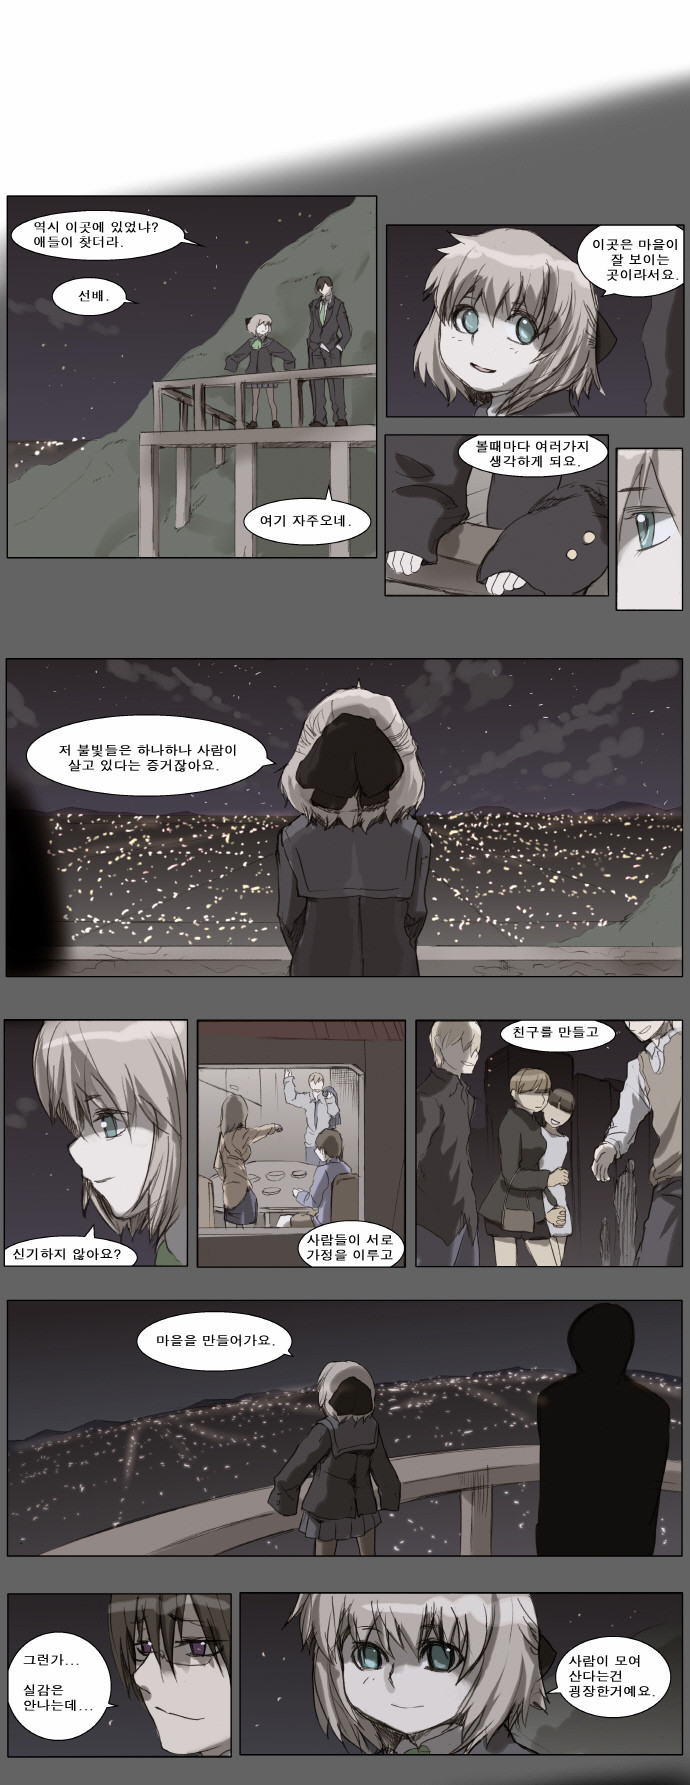 역시 이곳에 있었냐?
애들이 찾더라.
선배.
여기 자주오네.
이곳은 마을이
잘 보이는
곳이라서요.
볼때마다 여러가지
생각하게 되요.
저 불빛들은 하나하나 사람이
살고 있다는 증거잖아요.
신기하지 않아요?
사람들이 서로
가정을 이루고
친구를 만들고
마을을 만들어가요.
그런가...
실감은
안나는데...
사람이 모여
산다는건
굉장한거예요.